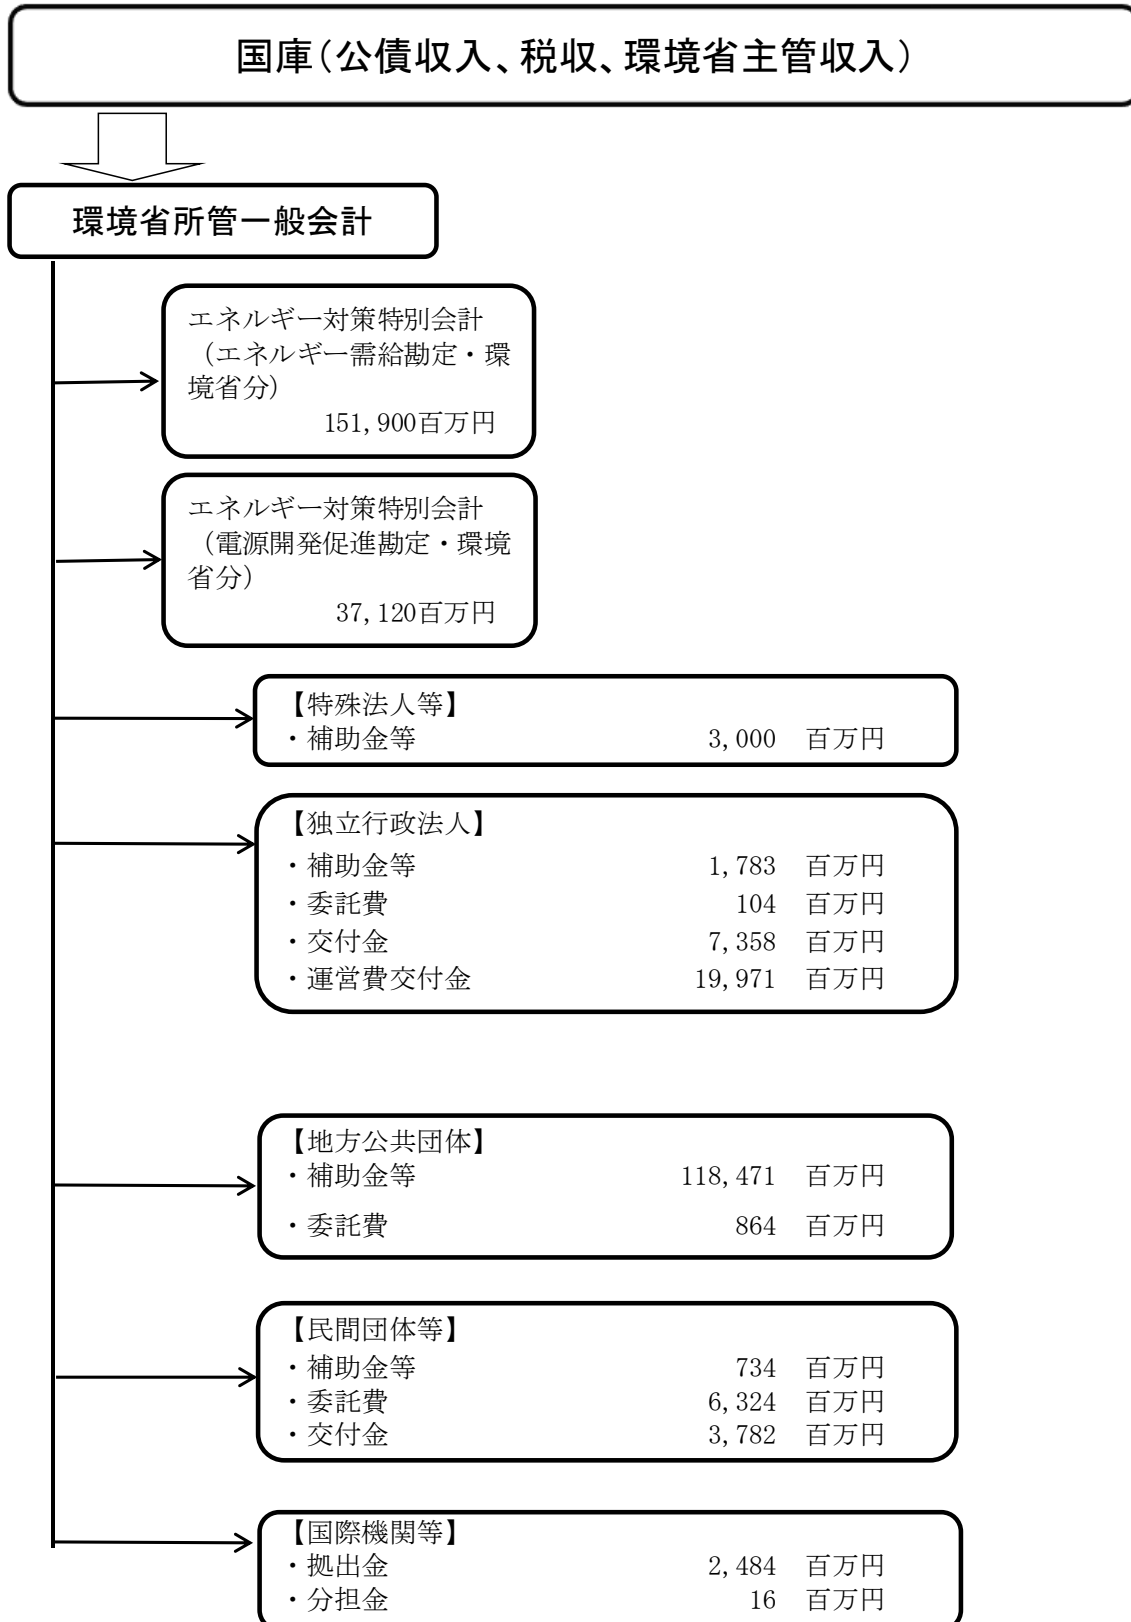 国庫(公債収入、税収、環境省主管収入)
環境省所管一般会計
エネルギー対策特別会計
（エネルギー需給勘定・環
境省分）
151,900百万円
エネルギー対策特別会計
（電源開発促進勘定・環境
省分）
37,120百万円
【特殊法人等】
・補助金等 3,000 百万円
【独立行政法人】
・補助金等 1,783 百万円
・委託費 104 百万円
・交付金 7,358 百万円
・運営費交付金 19,971 百万円
【地方公共団体】
・補助金等 118,471 百万円
・委託費 864 百万円
【民間団体等】
・補助金等 734 百万円
・委託費 6,324 百万円
・交付金 3,782 百万円
【国際機関等】
・拠出金 2,484 百万円
・分担金 16 百万円